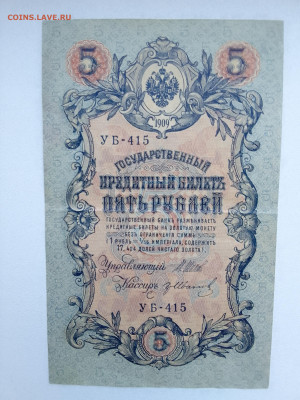 COINS.LAVE.RU
5 5
1909
УБ-415
ГОСУДАРСТВЕННЫЙ
КРЕДИТНЫЙ БИЛЕТЪ
ПЯТЬ РУБЛЕЙ
ГОСУДАРСТВЕННЫЙ БАНКЪ РАЗМѢНИВАЕТЪ
КРЕДИТНЫЕ БИЛЕТЫ НА ЗОЛОТУЮ МОНЕТУ
БЕЗЪ ОГРАНИЧЕНІЯ СУММЫ
(1 РУБЛЬ = 1/15 ИМПЕРІАЛА, СОДЕРЖИТЪ
17,424 ДОЛЕЙ ЧИСТАГО ЗОЛОТА).
Управляющій
Кассиръ
УБ-415
5